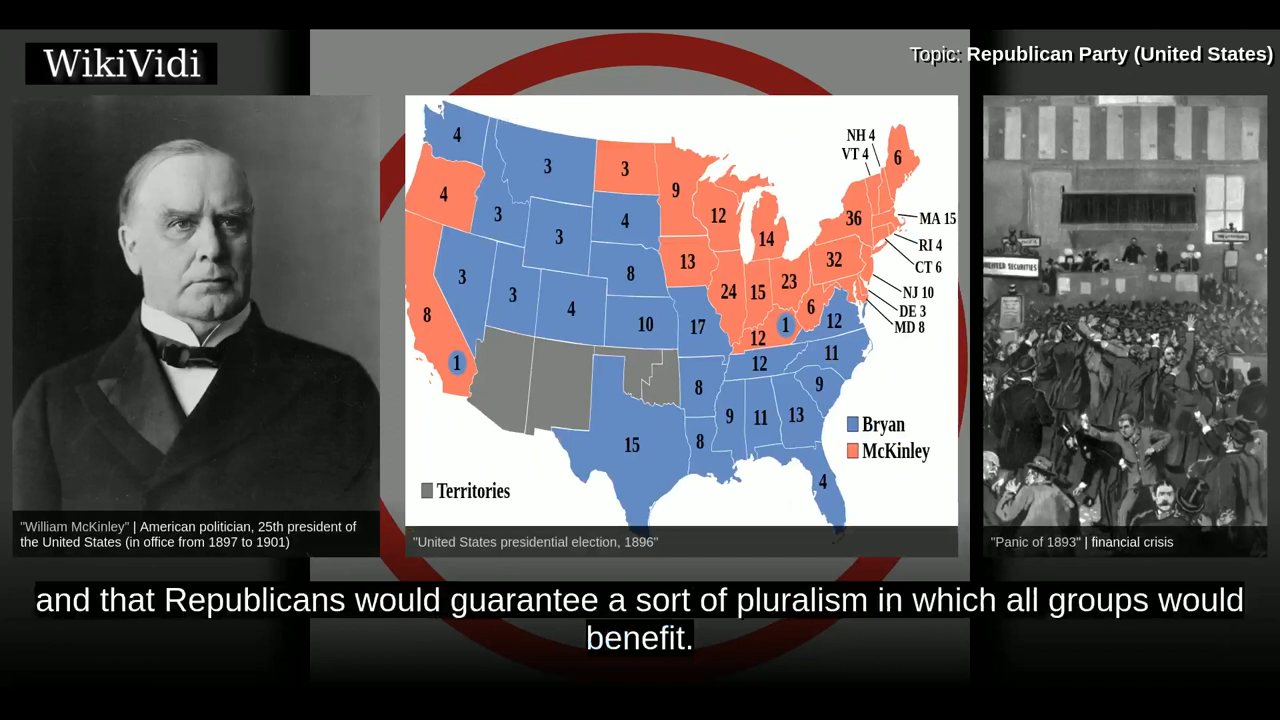 WikiVidi
Topic: Republican Party (United States)
4
3
3
9
NH 4
VT 4
6
4
3
3
4
12
14
36
MA 15
RI 4
CT 6
3
3
4
8
13
24
15
23
32
NJ 10
DE 3
MD 8
8
1
10
17
12
1
6
12
12
11
9
8
9
11
13
15
8
4
Bryan
McKinley
Territories
"William McKinley" | American politician, 25th president of
the United States (in office from 1897 to 1901)
"United States presidential election, 1896"
"Panic of 1893" | financial crisis
and that Republicans would guarantee a sort of pluralism in which all groups would
benefit.